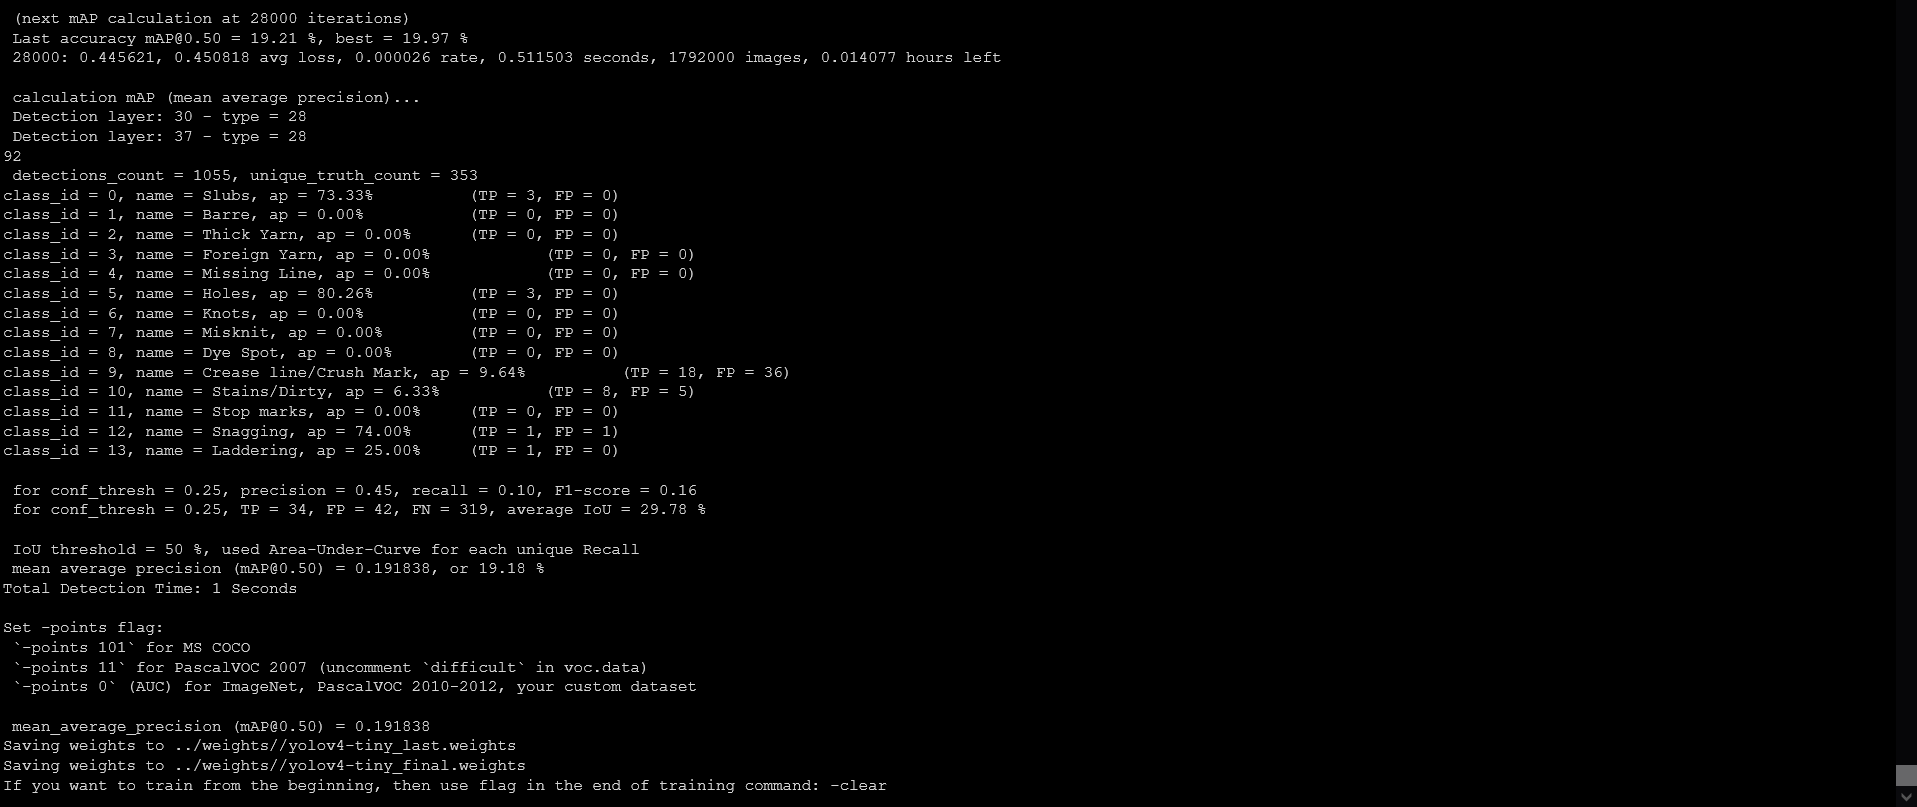 (next mAP calculation at 28000 iterations)
Last accuracy mAP@0.50 = 19.21 %, best = 19.97 %
28000: 0.445621, 0.450818 avg loss, 0.000026 rate, 0.511503 seconds, 1792000 images, 0.014077 hours left
calculation mAP (mean average precision)...
Detection layer: 30 - type = 28
Detection layer: 37 - type = 28
92
detections_count = 1055, unique_truth_count = 353
class_id = 0, name = Slubs, ap = 73.33% (TP = 3, FP = 0)
class_id = 1, name = Barre, ap = 0.00% (TP = 0, FP = 0)
class_id = 2, name = Thick Yarn, ap = 0.00% (TP = 0, FP = 0)
class_id = 3, name = Foreign Yarn, ap = 0.00% (TP = 0, FP = 0)
class_id = 4, name = Missing Line, ap = 0.00% (TP = 0, FP = 0)
class_id = 5, name = Holes, ap = 80.26% (TP = 3, FP = 0)
class_id = 6, name = Knots, ap = 0.00% (TP = 0, FP = 0)
class_id = 7, name = Misknit, ap = 0.00% (TP = 0, FP = 0)
class_id = 8, name = Dye Spot, ap = 0.00% (TP = 0, FP = 0)
class_id = 9, name = Crease line/Crush Mark, ap = 9.64% (TP = 18, FP = 36)
class_id = 10, name = Stains/Dirty, ap = 6.33% (TP = 8, FP = 5)
class_id = 11, name = Stop marks, ap = 0.00% (TP = 0, FP = 0)
class_id = 12, name = Snagging, ap = 74.00% (TP = 1, FP = 1)
class_id = 13, name = Laddering, ap = 25.00% (TP = 1, FP = 0)
for conf_thresh = 0.25, precision = 0.45, recall = 0.10, F1-score = 0.16
for conf_thresh = 0.25, TP = 34, FP = 42, FN = 319, average IoU = 29.78 %
IoU threshold = 50 %, used Area-Under-Curve for each unique Recall
mean average precision (mAP@0.50) = 0.191838, or 19.18 %
Total Detection Time: 1 Seconds
Set -points flag:
`-points 101` for MS COCO
`-points 11` for PascalVOC 2007 (uncomment `difficult` in voc.data)
`-points 0` (AUC) for ImageNet, PascalVOC 2010-2012, your custom dataset
mean_average_precision (mAP@0.50) = 0.191838
Saving weights to ../weights//yolov4-tiny_last.weights
Saving weights to ../weights//yolov4-tiny_final.weights
If you want to train from the beginning, then use flag in the end of training command: -clear